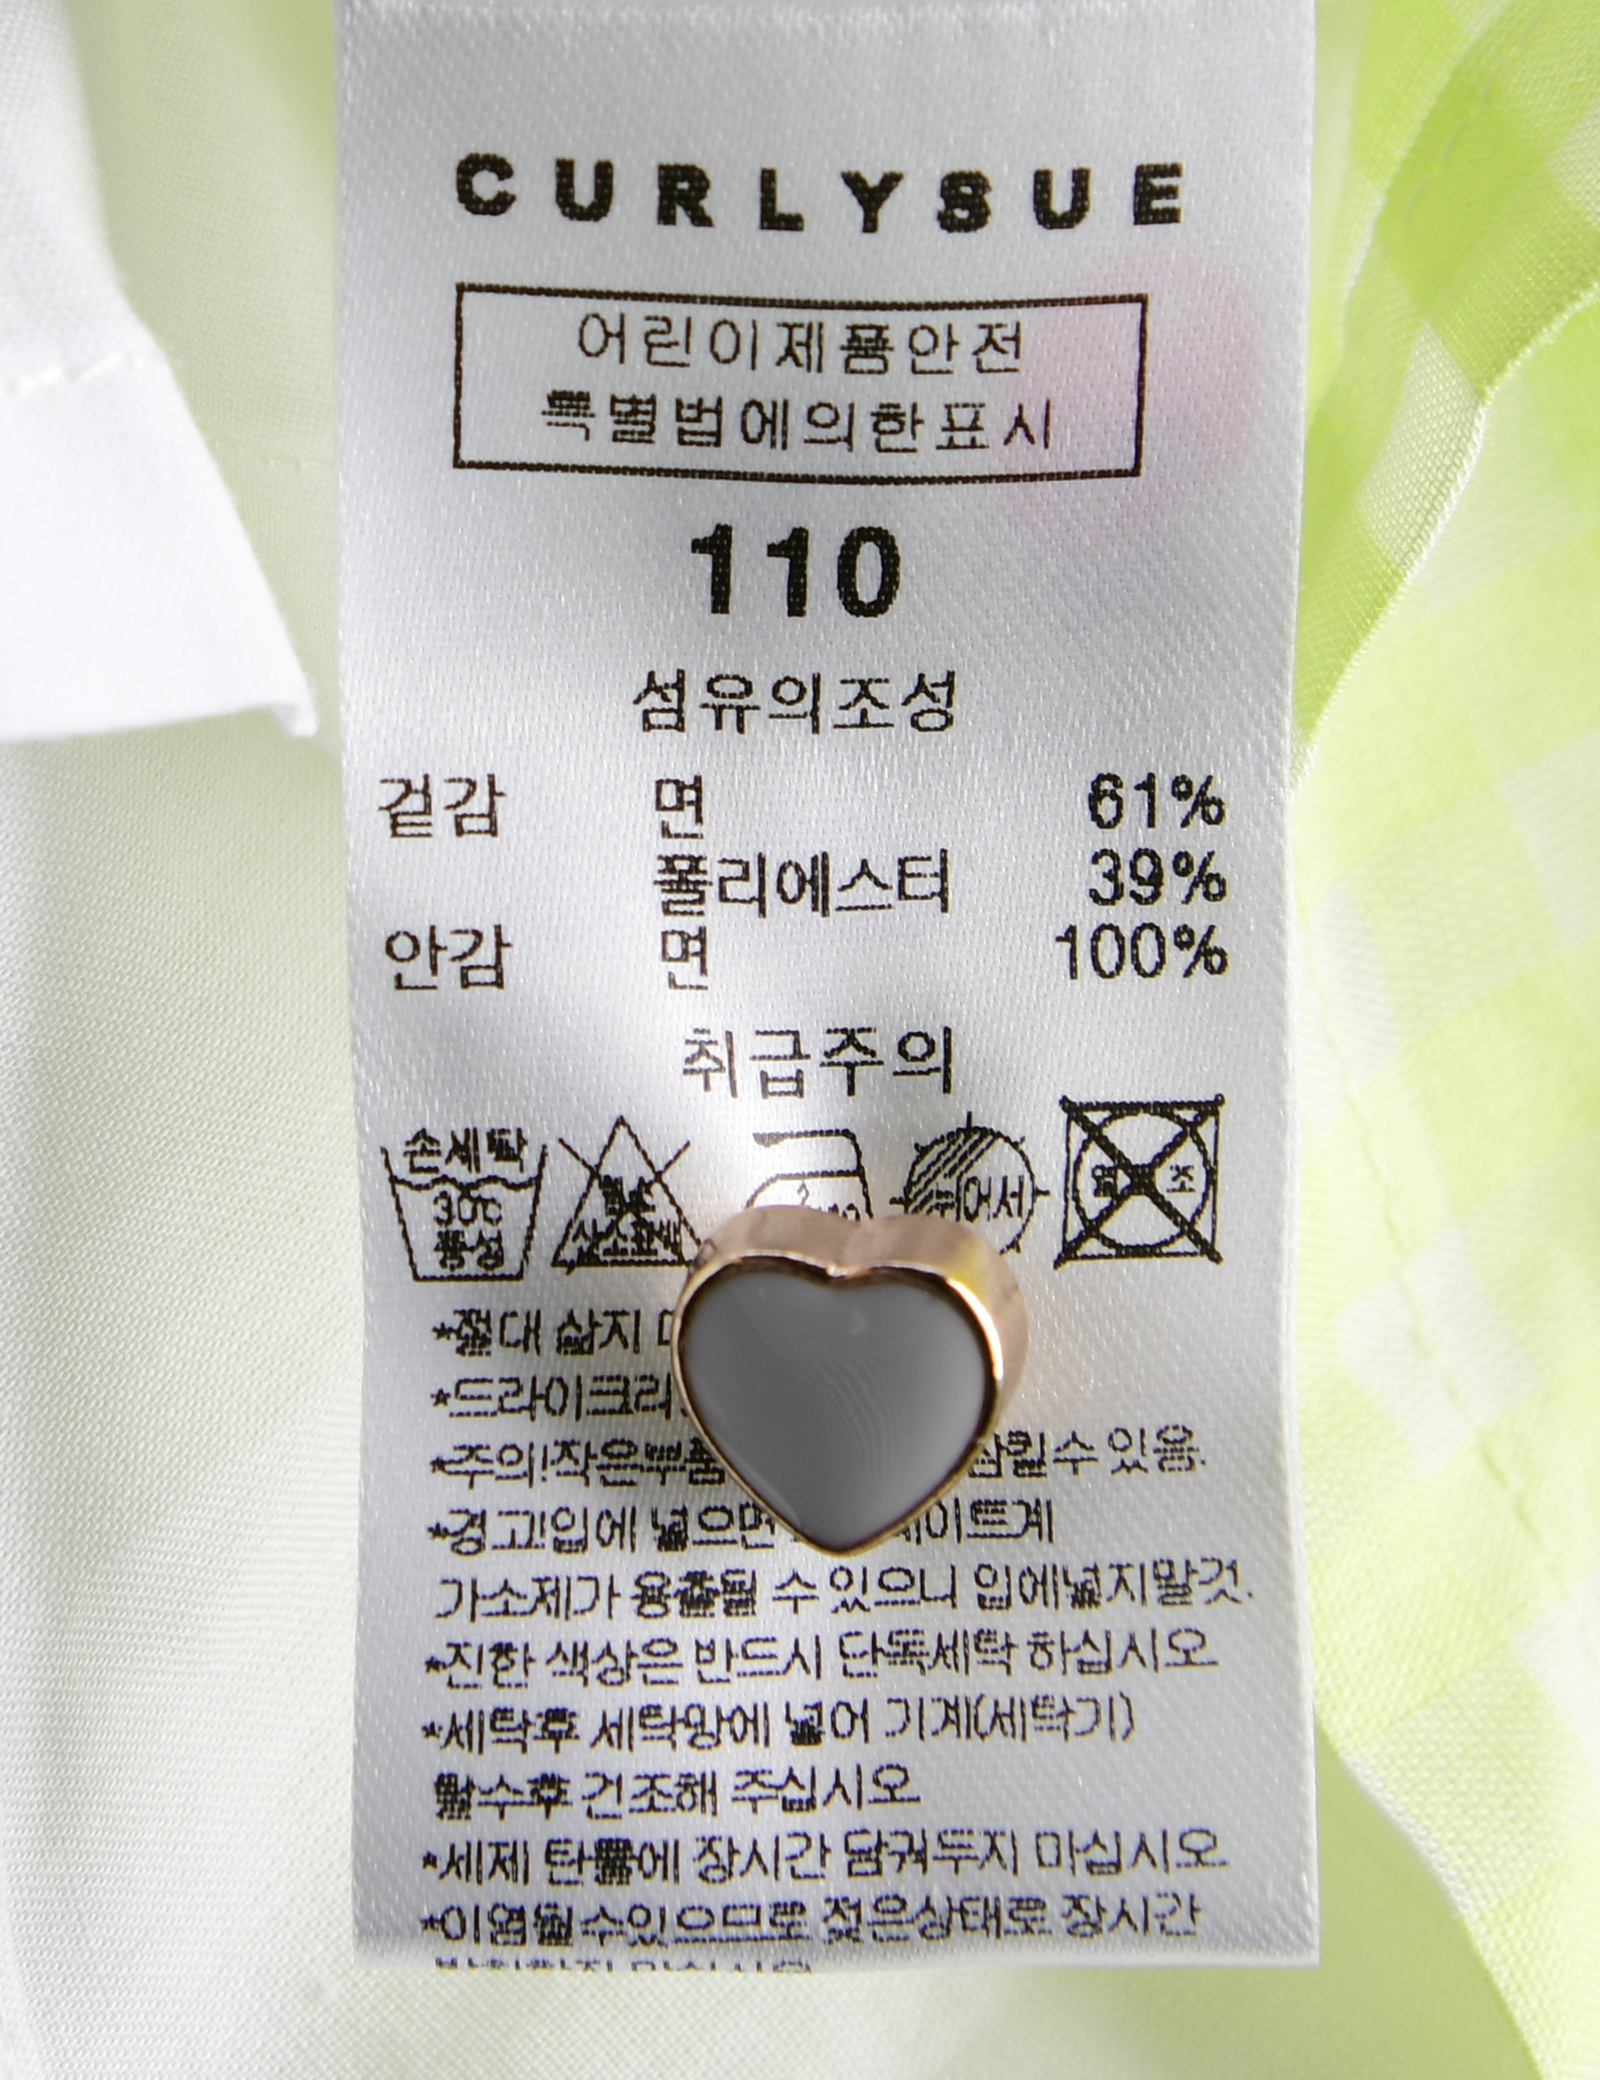 CURLYSUE
어린이제품안전
특별법에의한표시
110
섬유의조성
겉감 면 61%
폴리에스터 39%
안감 면 100%
취급주의
손세탁
30℃
중성
*절대 삶지
*드라이크리
*주의!작은부품 삼킬수 있음.
*경고!입에 넣으면 이트계
가소제가 용출될 수있으니 입에넣지말것.
*진한 색상은 반드시 단독세탁 하십시오
*세탁후 세탁망에 넣어 기계(세탁기)
탈수후 건조해 주십시오
*세제 탄물에 장시간 담궈두지 마십시오
*이염될수있으므로 젖은상태로 장시간